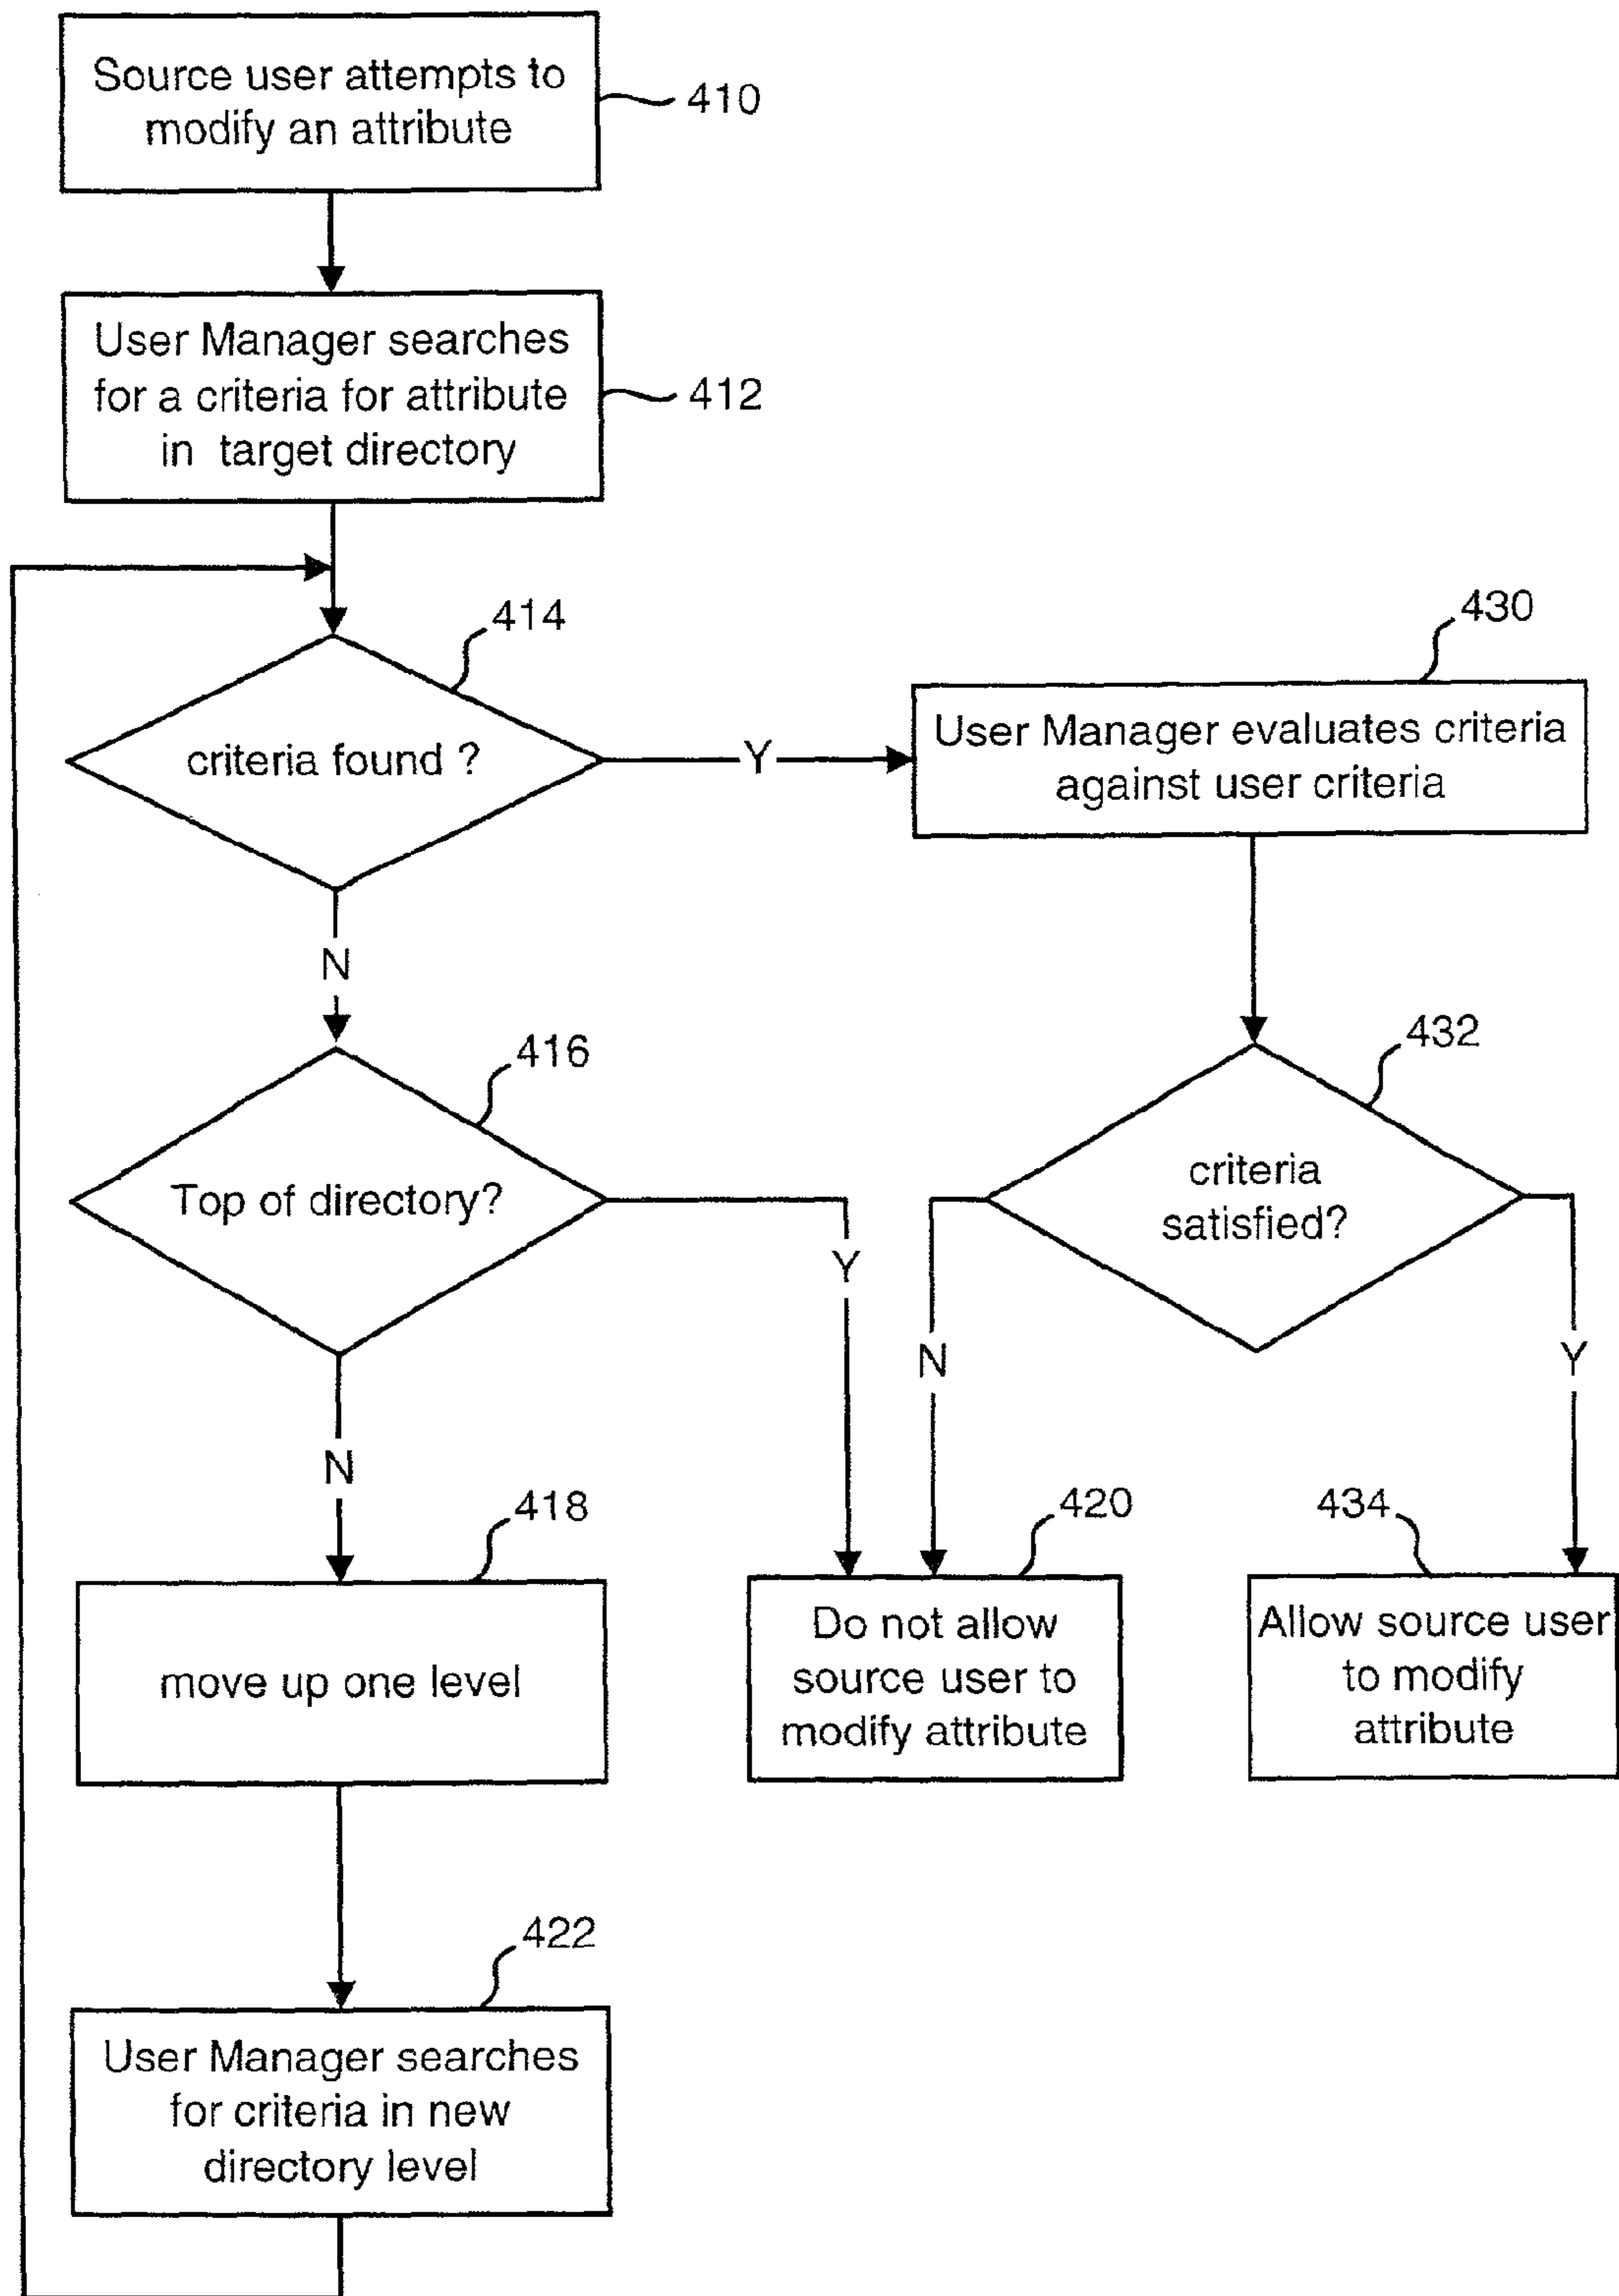 Source user attempts to
modify an attribute
410
User Manager searches
for a criteria for attribute
in target directory
412
414
criteria found ?
Y
430
User Manager evaluates criteria
against user criteria
N
416
Top of directory?
Y
432
criteria
satisfied?
N
Y
N
418
move up one level
420
Do not allow
source user to
modify attribute
434
Allow source user
to modify
attribute
422
User Manager searches
for criteria in new
directory level